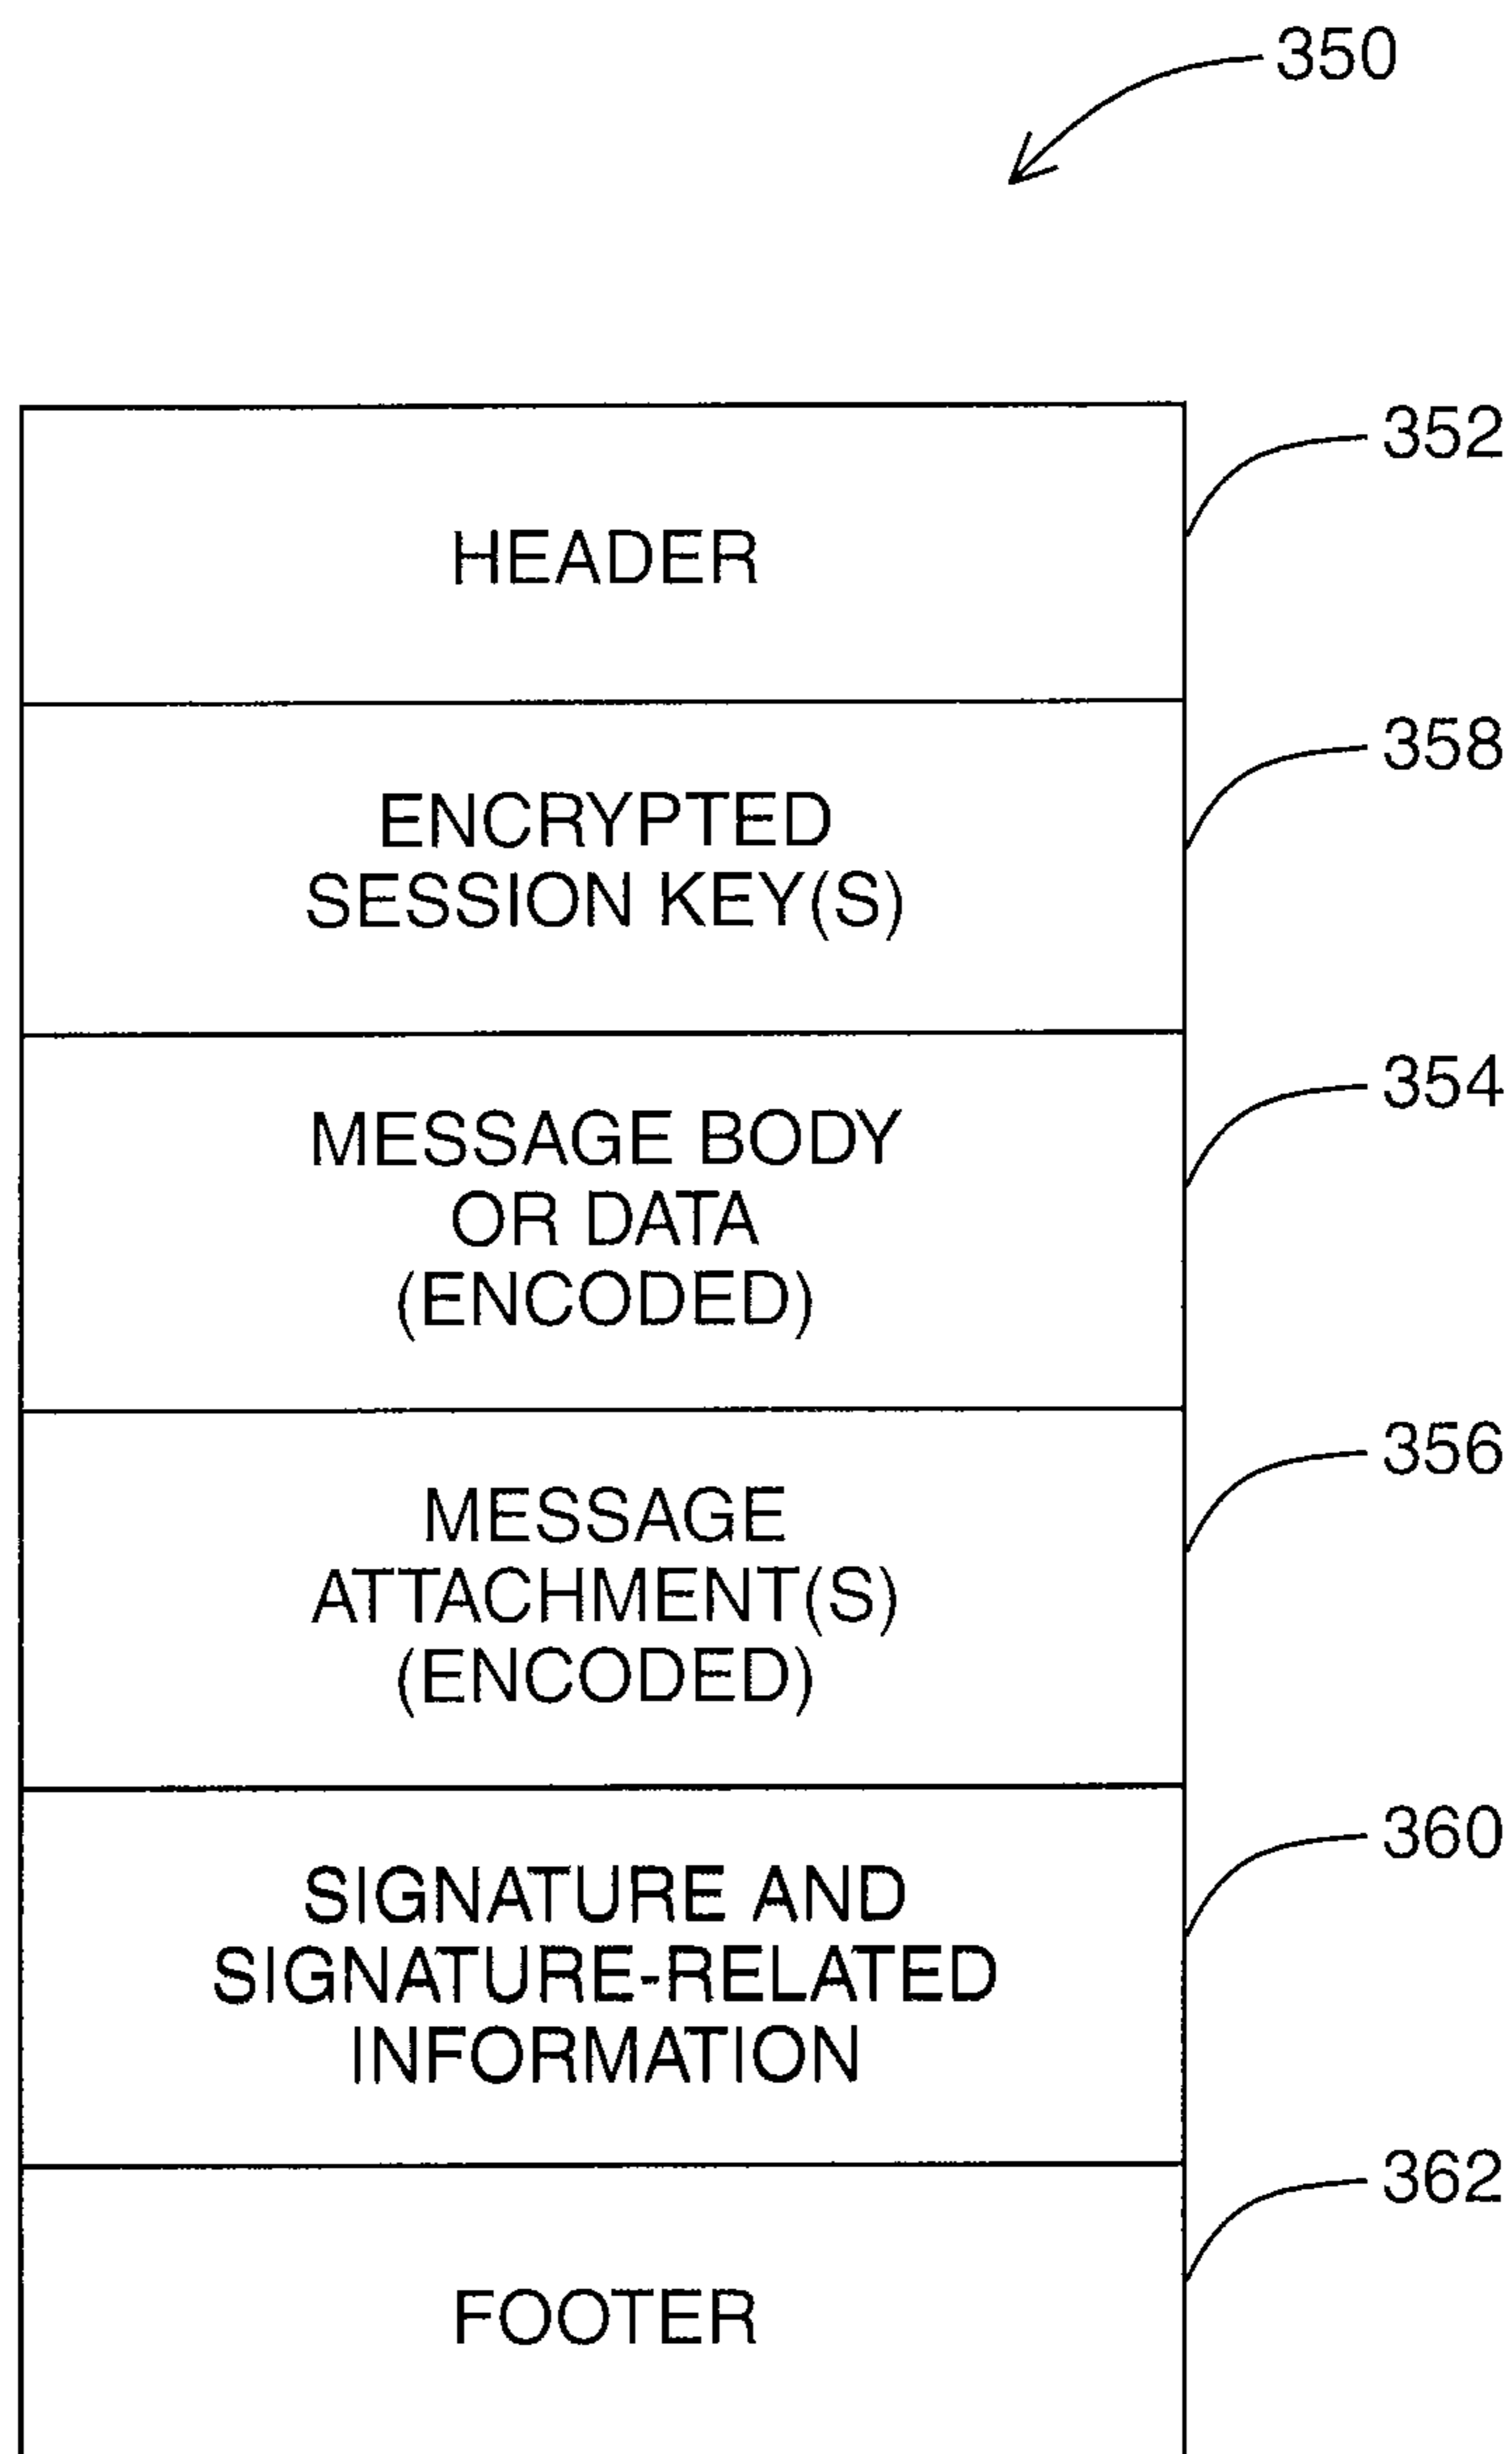 350
352
HEADER
358
ENCRYPTED
SESSION KEY(S)
354
MESSAGE BODY
OR DATA
(ENCODED)
356
MESSAGE
ATTACHMENT(S)
(ENCODED)
360
SIGNATURE AND
SIGNATURE-RELATED
INFORMATION
362
FOOTER